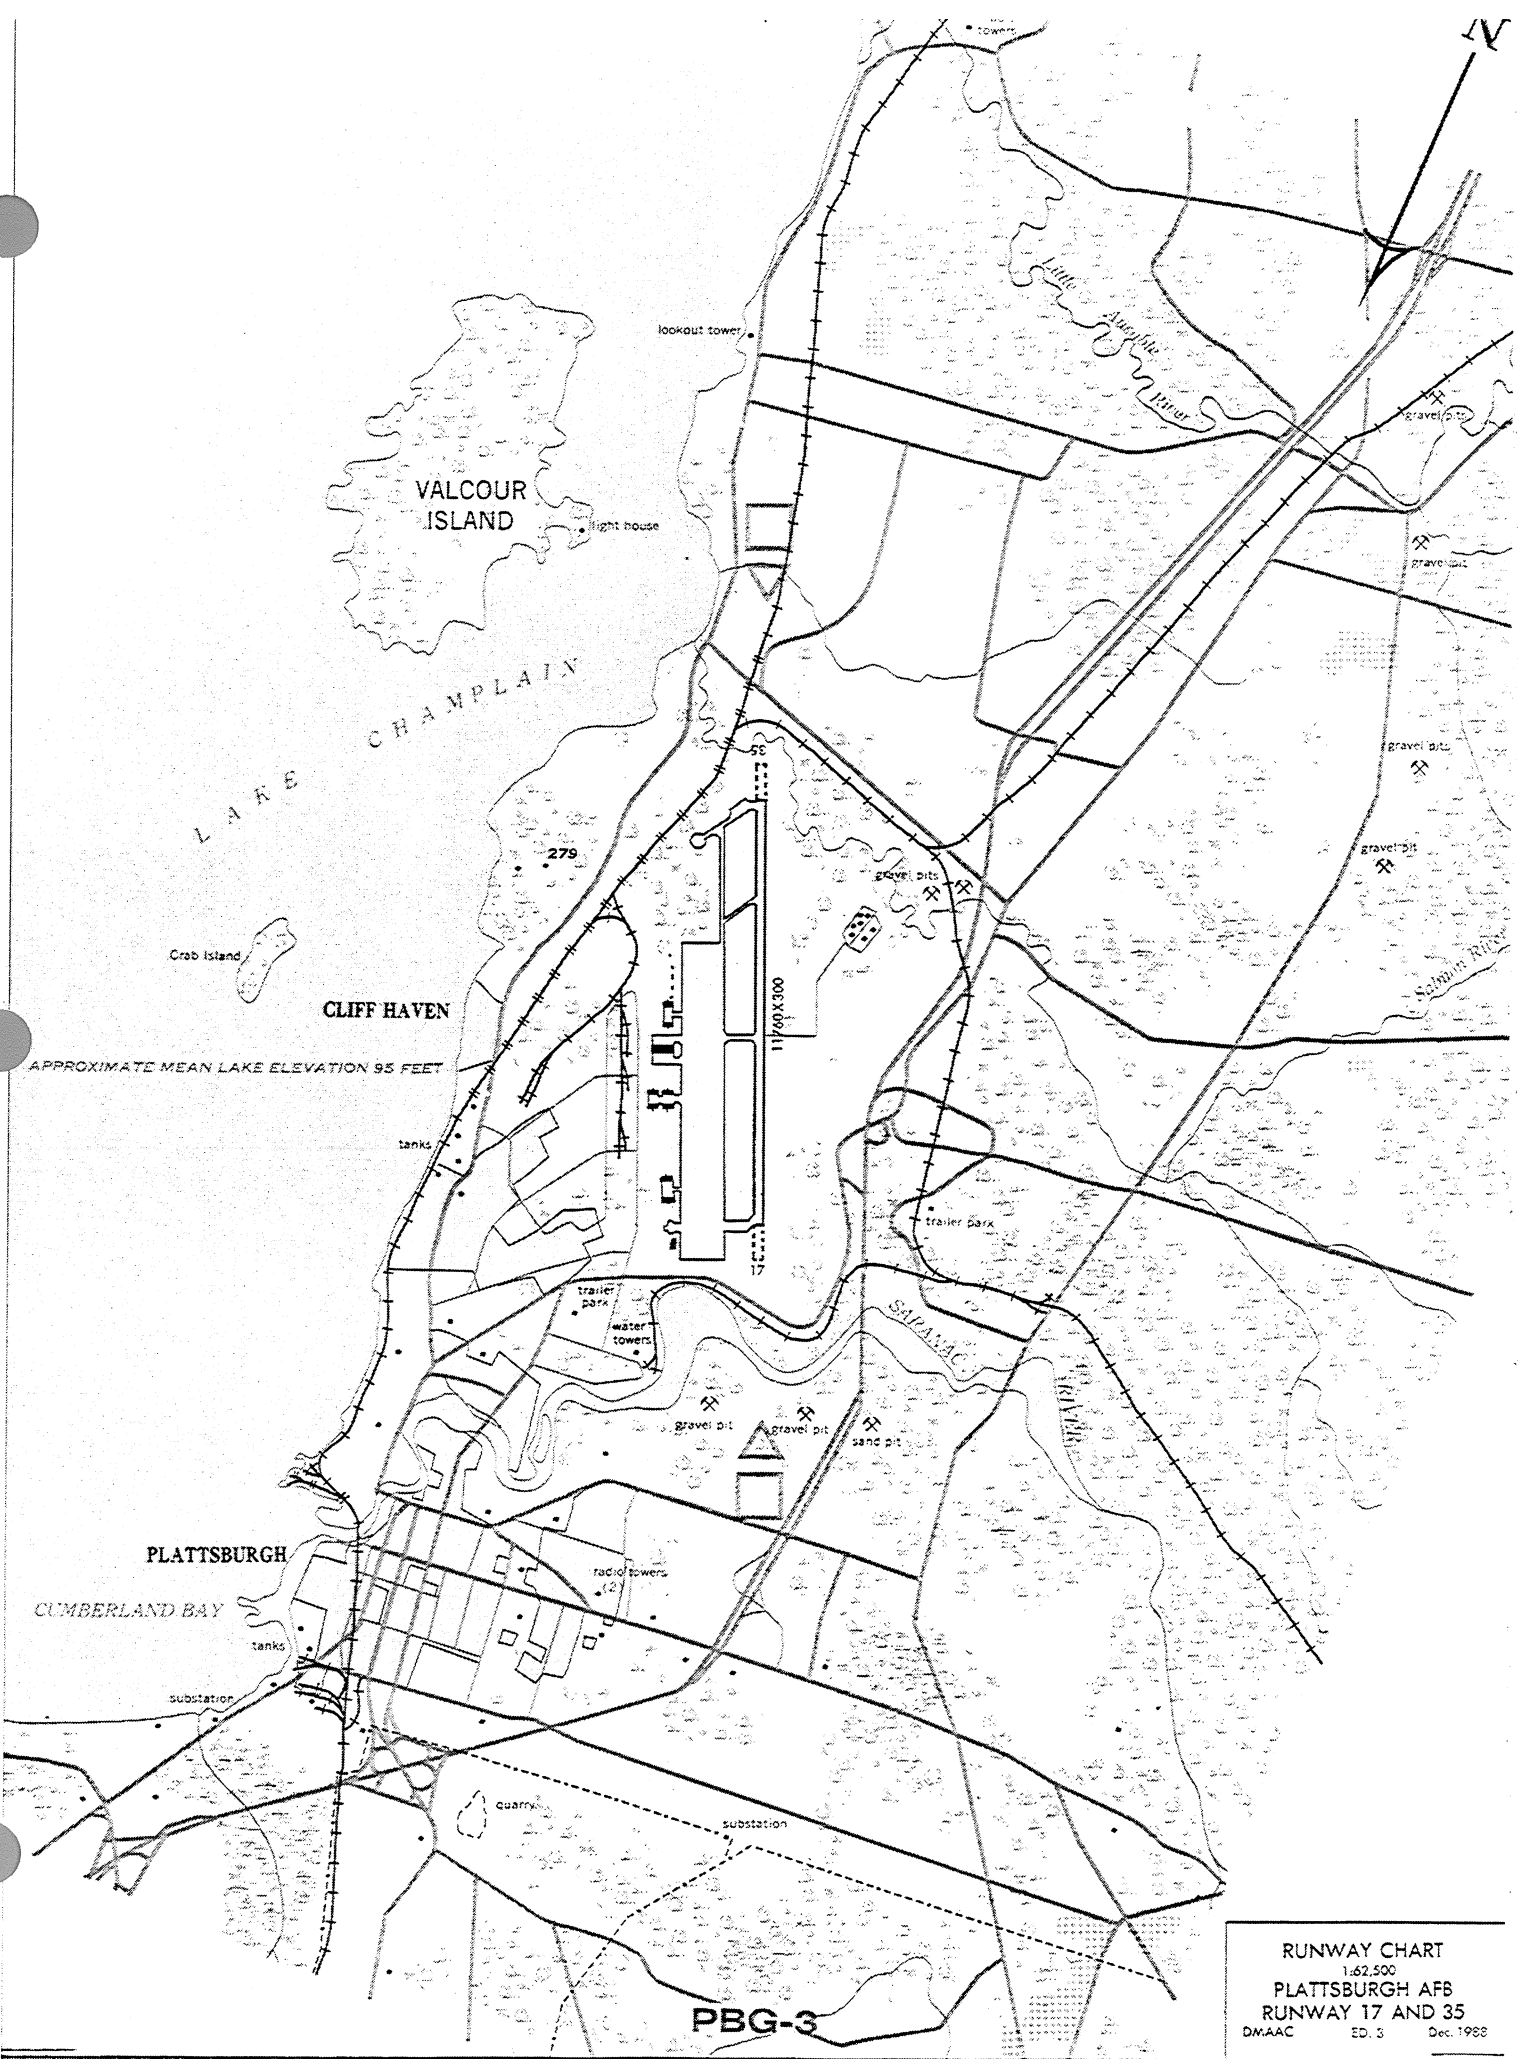 N
towers
Little
Ausable
River
lookout tower
gravel pits
VALCOUR
ISLAND
light house
gravel pit
LAKE CHAMPLAIN
35
gravel pits
279
gravel pit
gravel pits
Crab Island
Salmon River
CLIFF HAVEN
11760X300
APPROXIMATE MEAN LAKE ELEVATION 95 FEET
tanks
trailer park
17
trailer
park
water
towers
SARANAC
RIVER
gravel pit
gravel pit
sand pit
PLATTSBURGH
radio towers
(2)
CUMBERLAND BAY
tanks
substation
quarry
substation
PBG-3
RUNWAY CHART
1:62,500
PLATTSBURGH AFB
RUNWAY 17 AND 35
DMAAC ED. 3 Dec. 1988